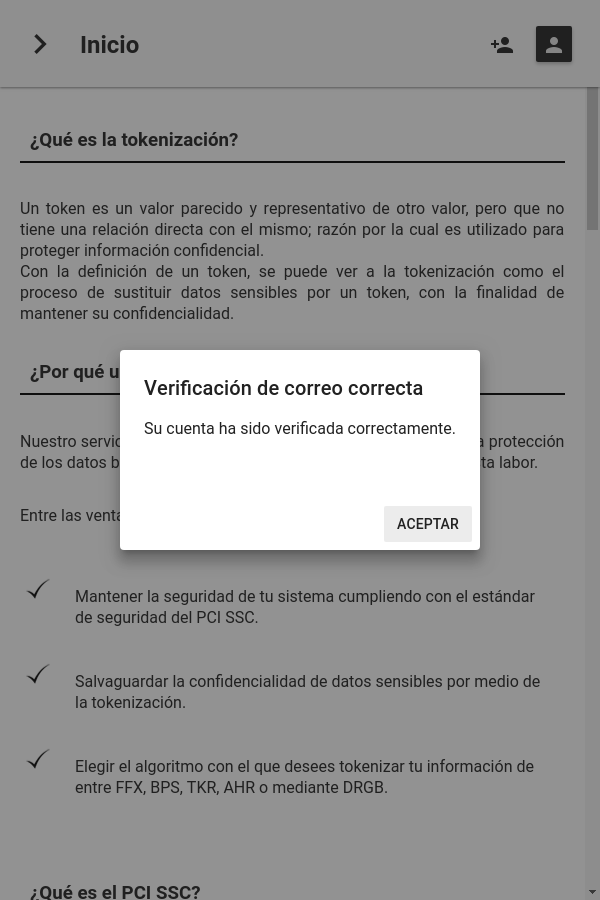 Inicio
¿Qué es la tokenización?
Un token es un valor parecido y representativo de otro valor, pero que no
tiene una relación directa con el mismo; razón por la cual es utilizado para
proteger información confidencial.
Con la definición de un token, se puede ver a la tokenización como el
proceso de sustituir datos sensibles por un token, con la finalidad de
mantener su confidencialidad.
¿Por qué
Verificación de correo correcta
Su cuenta ha sido verificada correctamente.
ACEPTAR
Nuestro protección
de los datos labor.
Entre las
Mantener la seguridad de tu sistema cumpliendo con el estándar
de seguridad del PCI SSC.
Salvaguardar la confidencialidad de datos sensibles por medio de
la tokenización.
Elegir el algoritmo con el que desees tokenizar tu información de
entre FFX, BPS, TKR, AHR o mediante DRGB.
¿Qué es el PCI SSC?